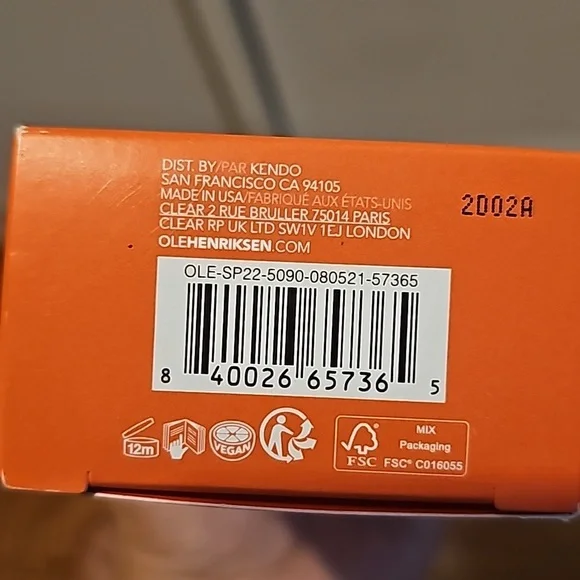 DIST. BY/PAR KENDO
SAN FRANCISCO CA 94105
MADE IN USA/FABRIQUÉ AUX ÉTATS-UNIS
CLEAR 2 RUE BRULLER 75014 PARIS
CLEAR RP UK LTD SW1V 1EJ LONDON
OLEHENRIKSEN.COM
2D02A
OLE-SP22-5090-080521-57365
8 40026 65736 5
12m
VEGAN
FSC
MIX
Packaging
FSC® C016055